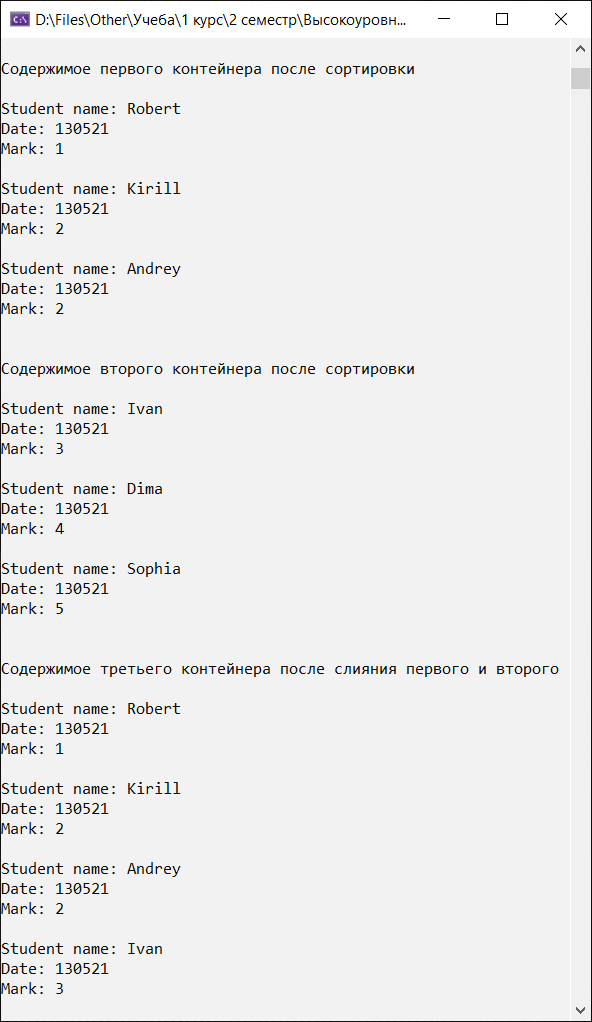 D:\Files\Other\Учеба\1 курс\2 семестр\Высокоуровн...
Содержимое первого контейнера после сортировки
Student name: Robert
Date: 130521
Mark: 1
Student name: Kirill
Date: 130521
Mark: 2
Student name: Andrey
Date: 130521
Mark: 2
Содержимое второго контейнера после сортировки
Student name: Ivan
Date: 130521
Mark: 3
Student name: Dima
Date: 130521
Mark: 4
Student name: Sophia
Date: 130521
Mark: 5
Содержимое третьего контейнера после слияния первого и второго
Student name: Robert
Date: 130521
Mark: 1
Student name: Kirill
Date: 130521
Mark: 2
Student name: Andrey
Date: 130521
Mark: 2
Student name: Ivan
Date: 130521
Mark: 3